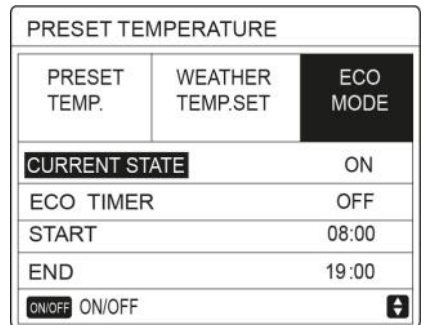 PRESET TEMPERATURE
PRESET TEMP. WEATHER TEMP.SET ECO MODE
CURRENT STATE ON
ECO TIMER OFF
START 08:00
END 19:00
ON/OFF ON/OFF